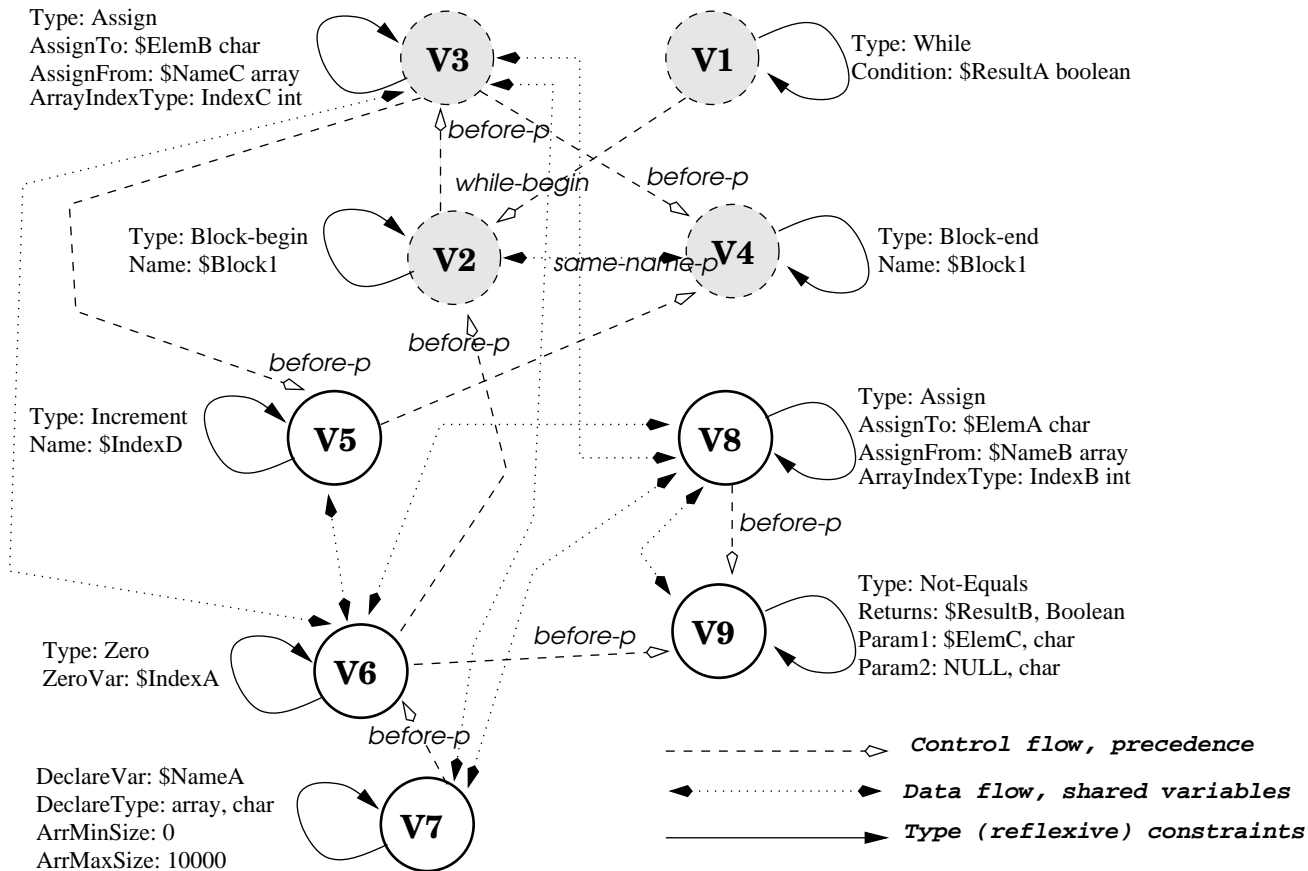 Type: Assign
AssignTo: $ElemB char
AssignFrom: $NameC array
ArrayIndexType: IndexC int
V3
V1
Type: While
Condition: $ResultA boolean
before-p
while-begin
before-p
Type: Block-begin
Name: $Block1
V2
same-name-p
V4
Type: Block-end
Name: $Block1
before-p
before-p
Type: Increment
Name: $IndexD
V5
V8
Type: Assign
AssignTo: $ElemA char
AssignFrom: $NameB array
ArrayIndexType: IndexB int
before-p
Type: Not-Equals
Returns: $ResultB, Boolean
Param1: $ElemC, char
Param2: NULL, char
V9
before-p
Type: Zero
ZeroVar: $IndexA
V6
before-p
DeclareVar: $NameA
DeclareType: array, char
ArrMinSize: 0
ArrMaxSize: 10000
V7
Control flow, precedence
Data flow, shared variables
Type (reflexive) constraints